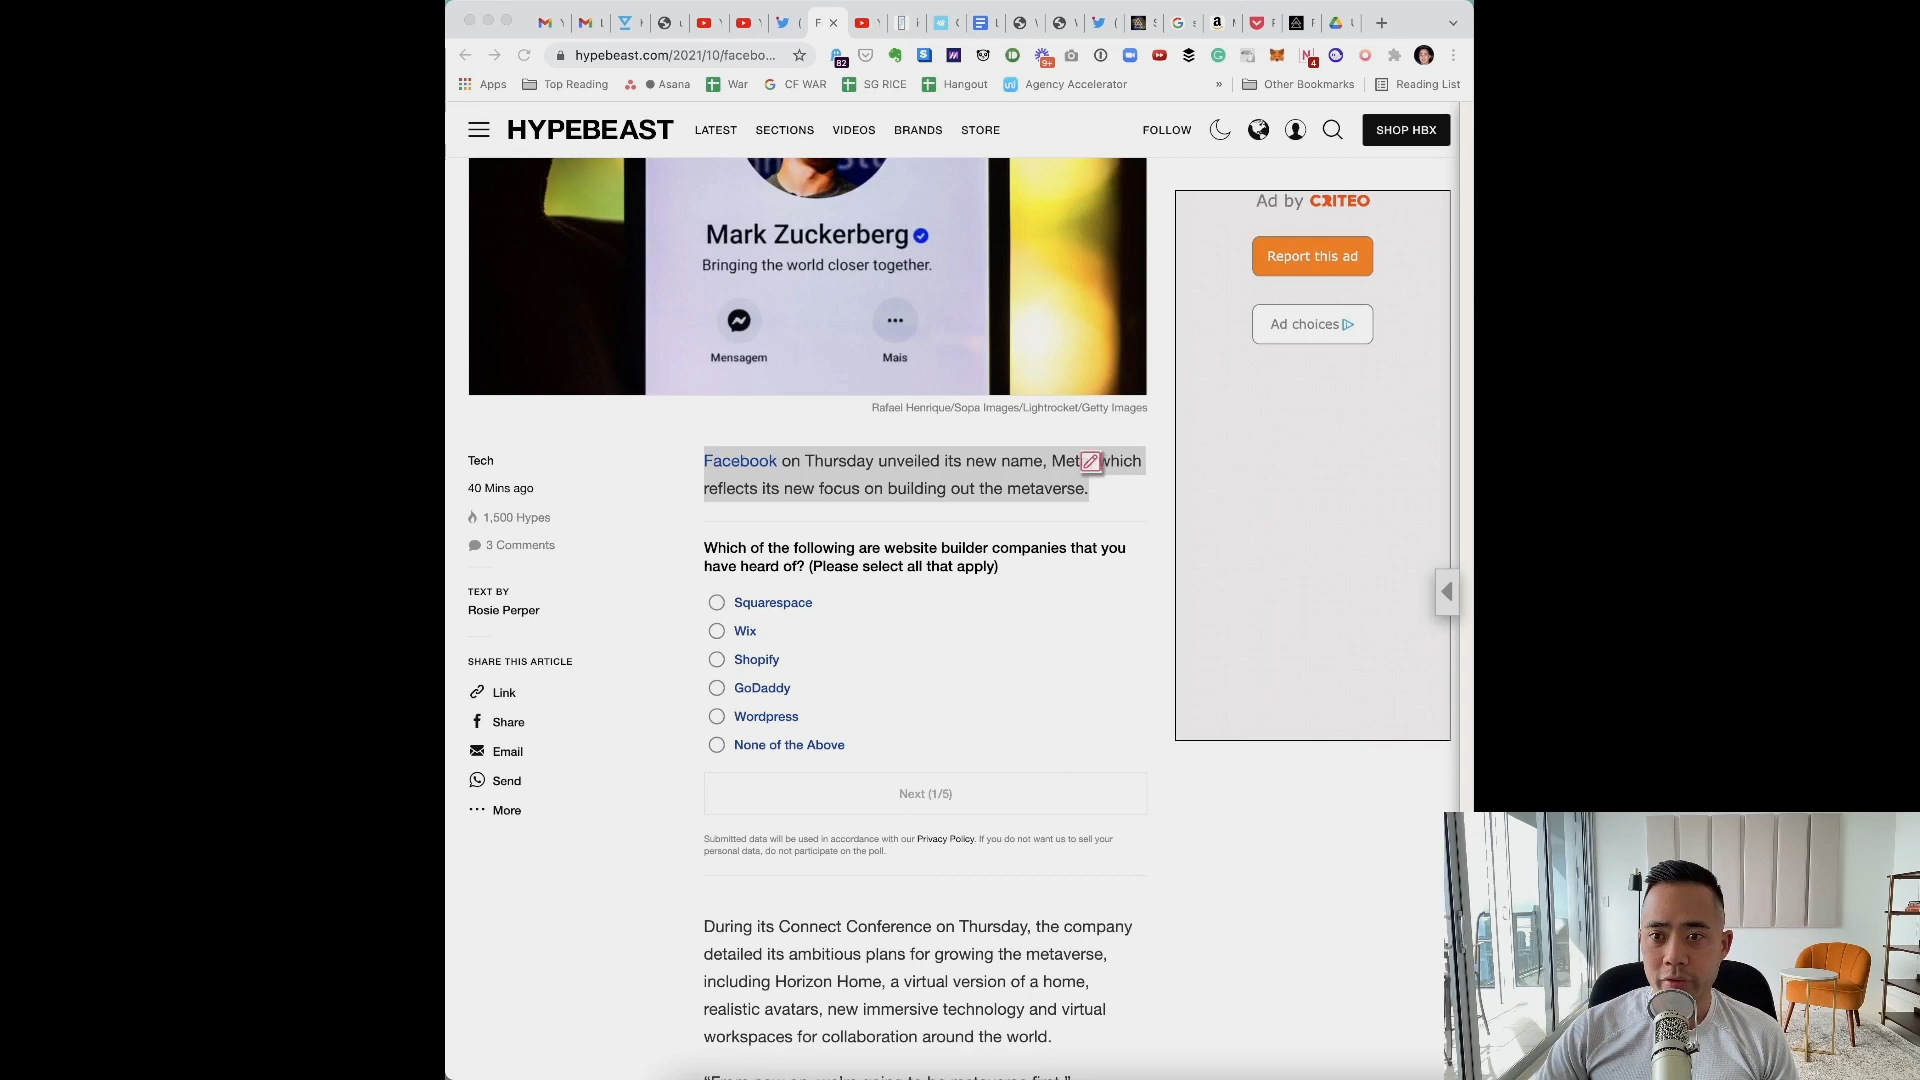 hypebeast.com/2021/10/facebo...
82
9+
4
Apps
Top Reading
Asana
War
CF WAR
SG RICE
Hangout
Agency Accelerator
»
Other Bookmarks
Reading List
HYPEBEAST
LATEST
SECTIONS
VIDEOS
BRANDS
STORE
FOLLOW
SHOP HBX
Mark Zuckerberg
Bringing the world closer together.
Mensagem
Mais
Rafael Henrique/Sopa Images/Lightrocket/Getty Images
Ad by CRITEO
Report this ad
Ad choices
Tech
40 Mins ago
1,500 Hypes
3 Comments
TEXT BY
Rosie Perper
SHARE THIS ARTICLE
Link
Share
Email
Send
More
Facebook on Thursday unveiled its new name, Met which
reflects its new focus on building out the metaverse.
Which of the following are website builder companies that you
have heard of? (Please select all that apply)
Squarespace
Wix
Shopify
GoDaddy
Wordpress
None of the Above
Next (1/5)
Submitted data will be used in accordance with our Privacy Policy. If you do not want us to sell your
personal data, do not participate on the poll.
During its Connect Conference on Thursday, the company
detailed its ambitious plans for growing the metaverse,
including Horizon Home, a virtual version of a home,
realistic avatars, new immersive technology and virtual
workspaces for collaboration around the world.